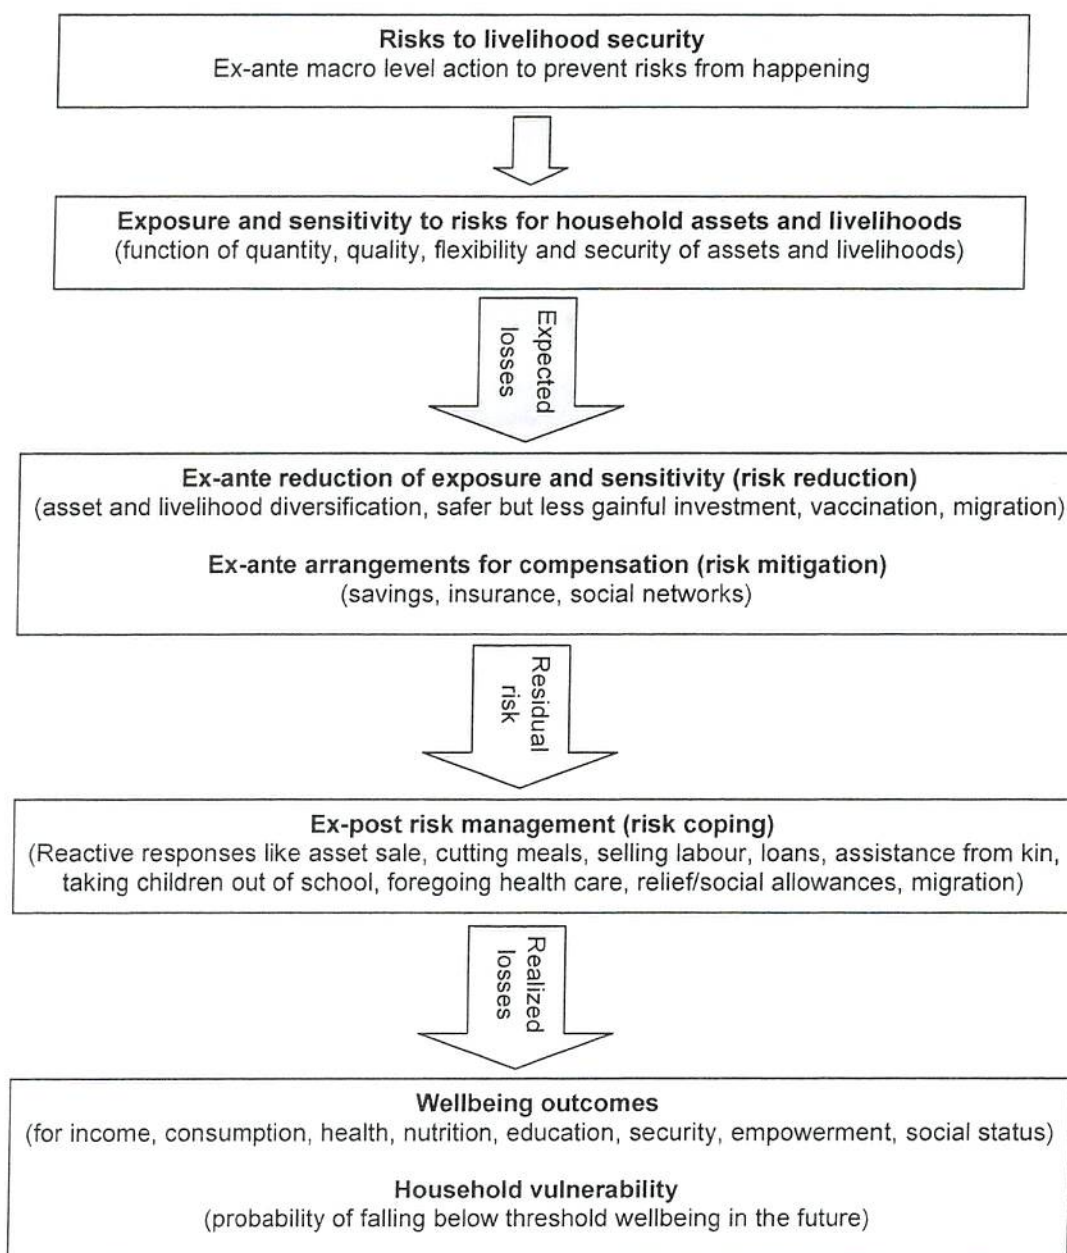 Risks to livelihood security
Ex-ante macro level action to prevent risks from happening
Exposure and sensitivity to risks for household assets and livelihoods
(function of quantity, quality, flexibility and security of assets and livelihoods)
Expected
losses
Ex-ante reduction of exposure and sensitivity (risk reduction)
(asset and livelihood diversification, safer but less gainful investment, vaccination, migration)
Ex-ante arrangements for compensation (risk mitigation)
(savings, insurance, social networks)
Residual
risk
Ex-post risk management (risk coping)
(Reactive responses like asset sale, cutting meals, selling labour, loans, assistance from kin,
taking children out of school, foregoing health care, relief/social allowances, migration)
Realized
losses
Wellbeing outcomes
(for income, consumption, health, nutrition, education, security, empowerment, social status)
Household vulnerability
(probability of falling below threshold wellbeing in the future)